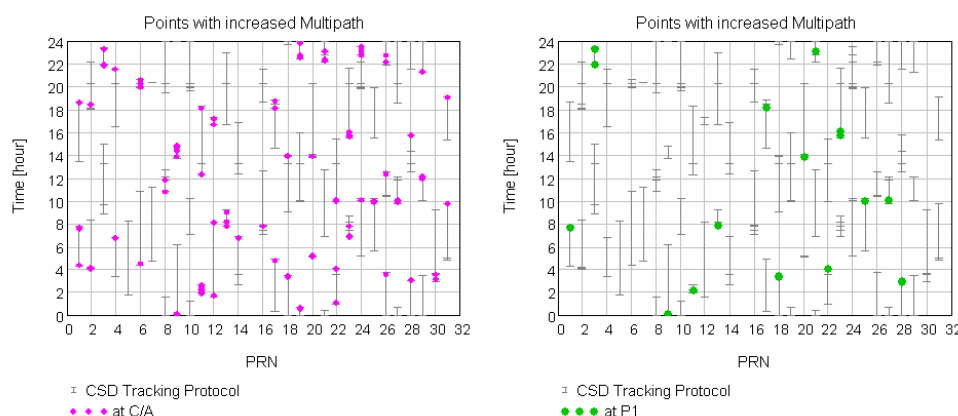 Points with increased Multipath
Points with increased Multipath
24
22
20
18
16
14
12
10
8
6
4
2
0
Time [hour]
0 2 4 6 8 10 12 14 16 18 20 22 24 26 28 30 32
PRN
CSD Tracking Protocol
at C/A
24
22
20
18
16
14
12
10
8
6
4
2
0
Time [hour]
0 2 4 6 8 10 12 14 16 18 20 22 24 26 28 30 32
PRN
CSD Tracking Protocol
at P1